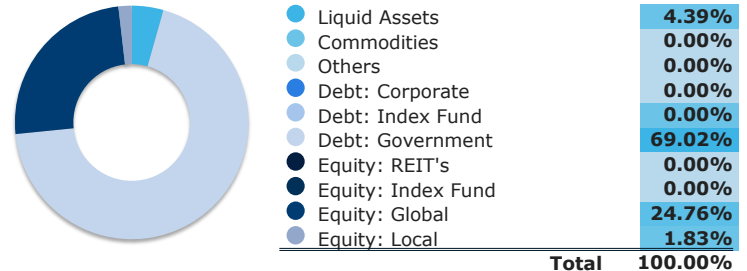 Liquid Assets 4.39%
Commodities 0.00%
Others 0.00%
Debt: Corporate 0.00%
Debt: Index Fund 0.00%
Debt: Government 69.02%
Equity: REIT's 0.00%
Equity: Index Fund 0.00%
Equity: Global 24.76%
Equity: Local 1.83%
Total 100.00%